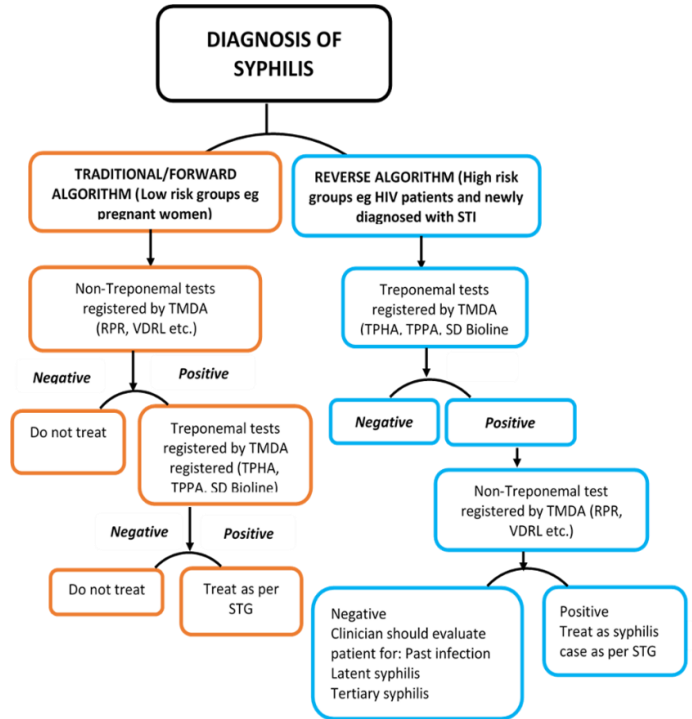 DIAGNOSIS OF
SYPHILIS
TRADITIONAL/FORWARD
ALGORITHM (Low risk groups eg
pregnant women)
REVERSE ALGORITHM (High risk
groups eg HIV patients and newly
diagnosed with STI
Non-Treponemal tests
registered by TMDA
(RPR, VDRL etc.)
Treponemal tests
registered by TMDA
(TPHA, TPPA, SD Bioline
Negative
Positive
Do not treat
Treponemal tests
registered by TMDA
registered (TPHA,
TPPA, SD Bioline)
Negative
Positive
Negative
Positive
Do not treat
Treat as per
STG
Non-Treponemal test
registered by TMDA (RPR,
VDRL etc.)
Negative
Clinician should evaluate
patient for: Past infection
Latent syphilis
Tertiary syphilis
Positive
Treat as syphilis
case as per STG